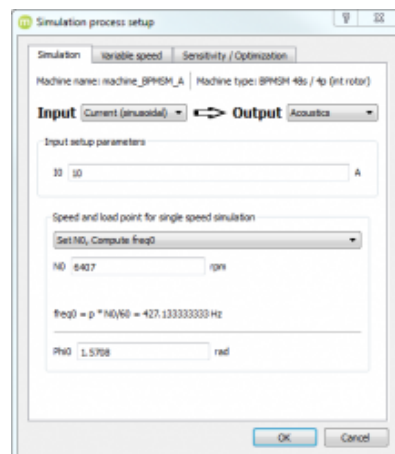 Simulation process setup
Simulation Variable speed Sensitivity / Optimization
Machine name: machine_BPMSM_A Machine type: BPMSM 48s / 4p (int rotor)
Input Current (sinusoidal) Output Acoustics
Input setup parameters
I0 10 A
Speed and load point for single speed simulation
Set N0, Compute freq0
N0 6407 rpm
freq0 = p * N0/60 = 427.133333333 Hz
Phi0 1.5708 rad
OK Cancel